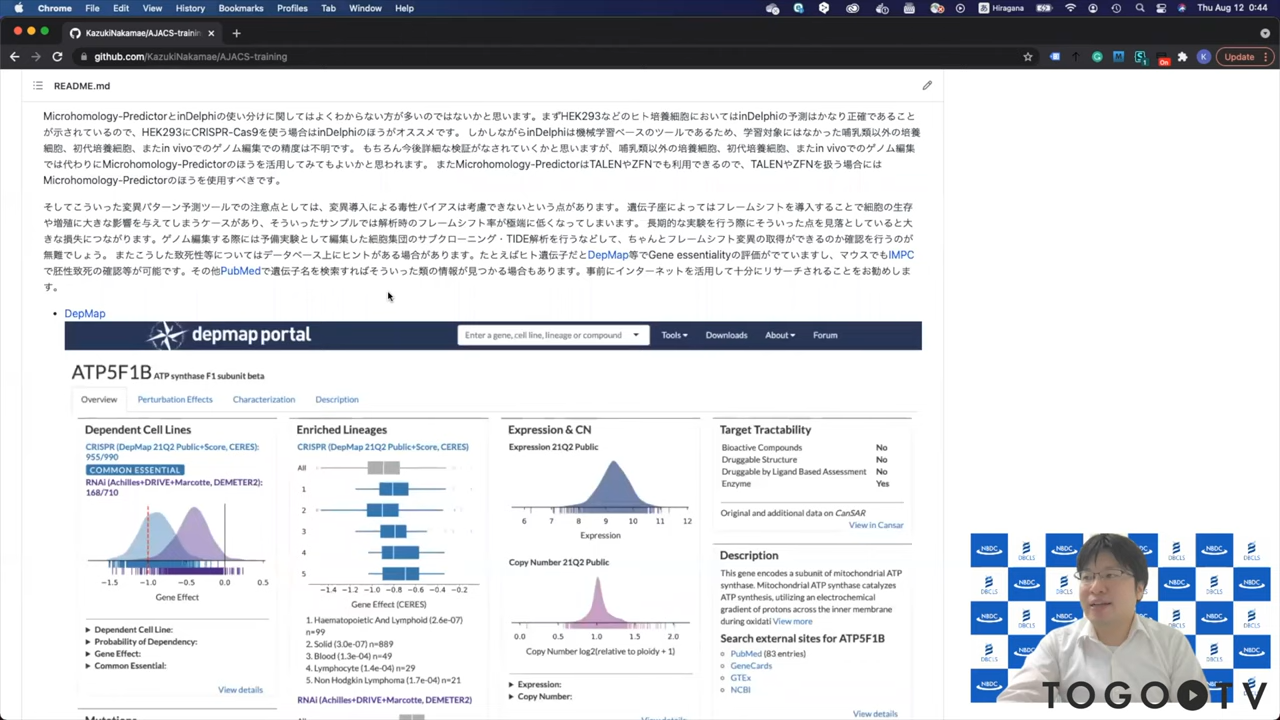 Chrome File Edit View History Bookmarks Profiles Tab Window Help Hiragana Thu Aug 12 0:44
KazukiNakamae/AJACS-trainin
github.com/KazukiNakamae/AJACS-training
Update
README.md
Microhomology-PredictorとinDelphiの使い分けに関してはよくわからない方が多いのではないかと思います。まずHEK293などのヒト培養細胞においてはinDelphiの予測はかなり正確であること
が示されているので、HEK293にCRISPR-Cas9を使う場合はinDelphiのほうがオススメです。 しかしながらinDelphiは機械学習ベースのツールであるため、学習対象にはなかった哺乳類以外の培養
細胞、初代培養細胞、またin vivoでのゲノム編集での精度は不明です。 もちろん今後詳細な検証がなされていくかと思いますが、哺乳類以外の培養細胞、初代培養細胞、またin vivoでのゲノム編集
では代わりにMicrohomology-Predictorのほうを活用してみてもよいかと思われます。 またMicrohomology-PredictorはTALENやZFNでも利用できるので、TALENやZFNを扱う場合には
Microhomology-Predictorのほうを使用すべきです。
そしてこういった変異パターン予測ツールでの注意点としては、変異導入による毒性バイアスは考慮できないという点があります。 遺伝子座によってはフレームシフトを導入することで細胞の生存
や増殖に大きな影響を与えてしまうケースがあり、そういったサンプルでは解析時のフレームシフト率が極端に低くなってしまいます。 長期的な実験を行う際にそういった点を見落としていると大
きな損失につながります。ゲノム編集する際には予備実験として編集した細胞集団のサブクローニング・TIDE解析を行うなどして、ちゃんとフレームシフト変異の取得ができるのか確認を行うのが
無難でしょう。 またこうした致死性等についてはデータベース上にヒントがある場合があります。たとえばヒト遺伝子だとDepMap等でGene essentialityの評価がでていますし、マウスでもIMPC
で胚性致死の確認等が可能です。その他PubMedで遺伝子名を検索すればそういった類の情報が見つかる場合もあります。事前にインターネットを活用して十分にリサーチされることをお勧めしま
す。
• DepMap
depmap portal Enter a gene, cell line, lineage or compound Tools Downloads About Forum
ATP5F1B ATP synthase F1 subunit beta
Overview Perturbation Effects Characterization Description
Dependent Cell Lines
CRISPR (DepMap 21Q2 Public+Score, CERES):
955/990
COMMON ESSENTIAL
RNAi (Achilles+DRIVE+Marcotte, DEMETER2):
168/710
−1.5 −1.0 −0.5 0.0 0.5
Gene Effect
Dependent Cell Line:
Probability of Dependency:
Gene Effect:
Common Essential:
View details
Enriched Lineages
CRISPR (DepMap 21Q2 Public+Score, CERES)
All
1
2
3
4
5
−1.4 −1.2 −1.0 −0.8 −0.6 −0.4 −0.2
Gene Effect (CERES)
1. Haematopoietic And Lymphoid (2.6e-07)
n=99
2. Solid (3.0e-07) n=889
3. Blood (1.3e-04) n=49
4. Lymphocyte (1.4e-04) n=29
5. Non Hodgkin Lymphoma (1.7e-04) n=21
RNAi (Achilles+DRIVE+Marcotte, DEMETER2)
Expression & CN
Expression 21Q2 Public
6 7 8 9 10 11 12
Expression
Copy Number 21Q2 Public
0.0 0.5 1.0 1.5 2.0
Copy Number log2(relative to ploidy + 1)
Expression:
Copy Number:
Target Tractability
Bioactive Compounds No
Druggable Structure No
Druggable by Ligand Based Assessment No
Enzyme Yes
Original and additional data on CanSAR
View in Cansar
Description
This gene encodes a subunit of mitochondrial ATP
synthase. Mitochondrial ATP synthase catalyzes
ATP synthesis, utilizing an electrochemical
gradient of protons across the inner membrane
during oxidati View more
Search external sites for ATP5F1B
PubMed (83 entries)
GeneCards
GTEx
NCBI
View details
NBDC DBCLS
TOGO TV